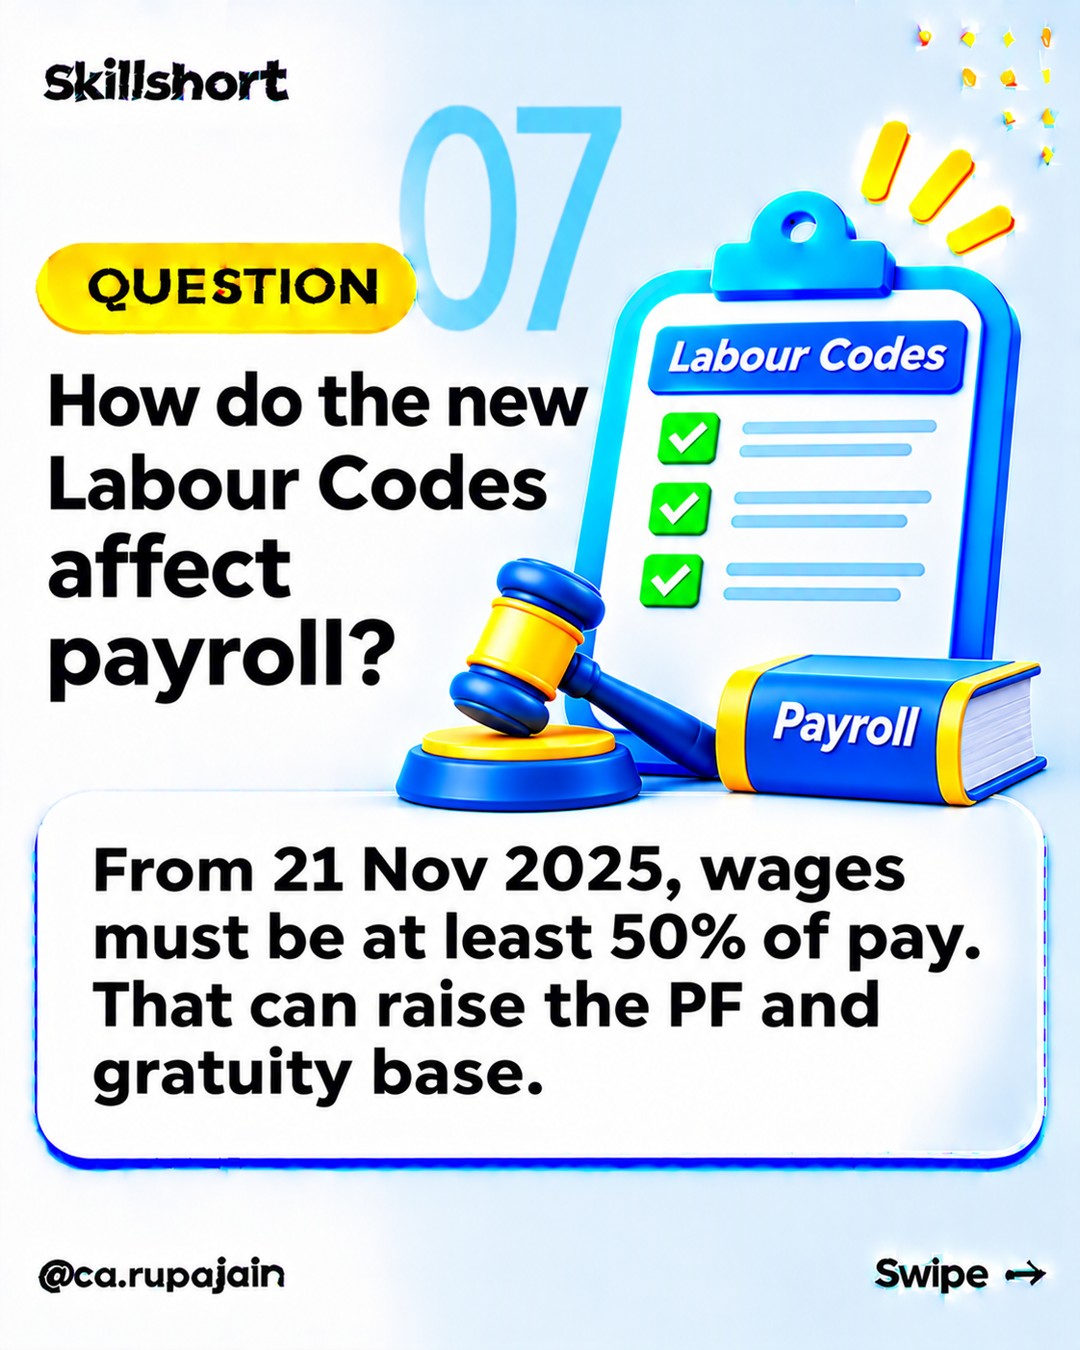 Skillshort
07
QUESTION
How do the new
Labour Codes
affect
payroll?
Labour Codes
Payroll
From 21 Nov 2025, wages
must be at least 50% of pay.
That can raise the PF and
gratuity base.
@ca.rupajain
Swipe →